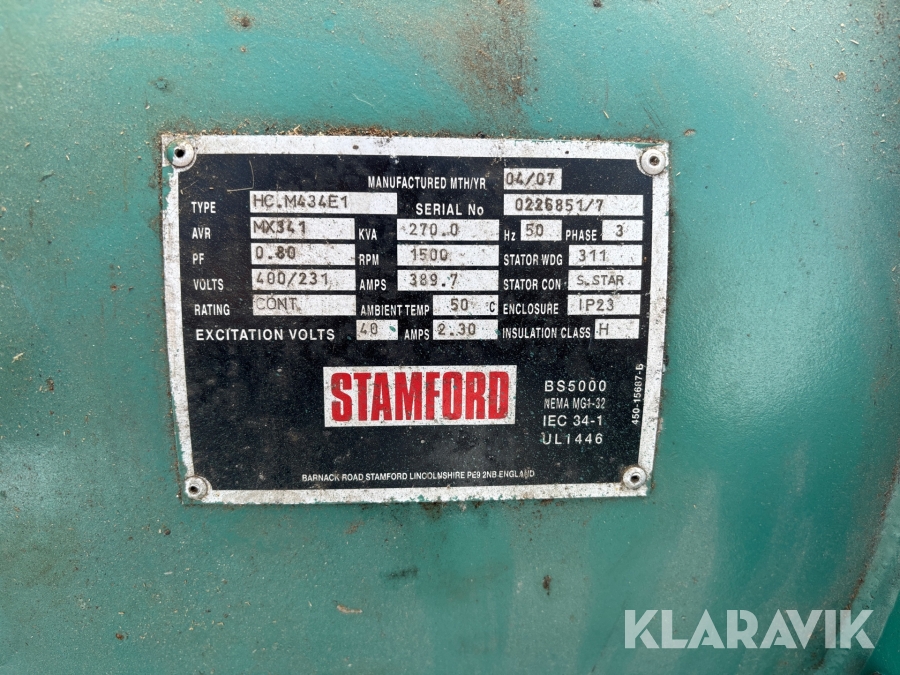 MANUFACTURED MTH/YR 04/07
TYPE HC.M434E1 SERIAL No 0226851/7
AVR MX341 KVA 270.0 Hz 50 PHASE 3
PF 0.80 RPM 1500 STATOR WDG 311
VOLTS 400/231 AMPS 389.7 STATOR CON S.STAR
RATING CONT. AMBIENT TEMP 50 C ENCLOSURE IP23
EXCITATION VOLTS 40 AMPS 2.30 INSULATION CLASS H
STAMFORD
BS5000
NEMA MG1-32
IEC 34-1
UL1446
450-15687-B
BARNACK ROAD STAMFORD LINCOLNSHIRE PE9 2NB ENGLAND
KLARAVIK